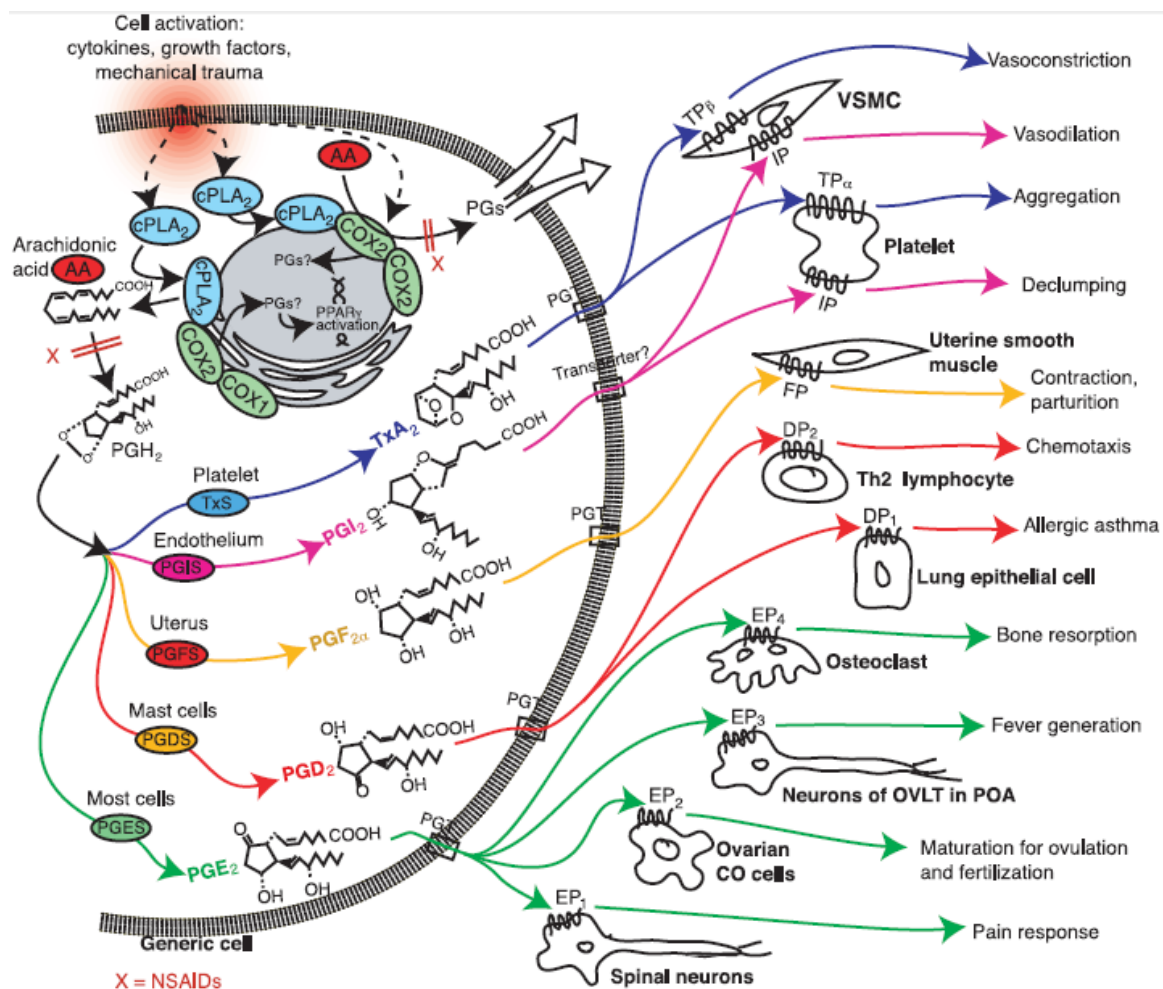 Cell activation:
cytokines, growth factors,
mechanical trauma
AA
cPLA2
cPLA2
cPLA2
COX2
PGs
X
Arachidonic
acid
AA
COOH
cPLA2
PGs?
COX2
PGs?
PPARγ
activation
X
COX2
COX1
COOH
OH
PGH2
O
O
Platelet
TxS
TxA2
COOH
O
O
OH
Endothelium
PGIS
PGI2
COOH
O
OH
OH
Uterus
PGFS
PGF2α
OH
COOH
OH
OH
Mast cells
PGDS
PGD2
OH
COOH
O
OH
Most cells
PGES
PGE2
O
COOH
OH
OH
Generic cell
X = NSAIDs
PGT
Transporter?
PGT
PGT
PGT
TPβ
VSMC
IP
Vasoconstriction
Vasodilation
TPα
Platelet
IP
Aggregation
Declumping
Uterine smooth
muscle
FP
Contraction,
parturition
DP2
Th2 lymphocyte
Chemotaxis
DP1
Lung epithelial cell
Allergic asthma
EP4
Osteoclast
Bone resorption
EP3
Neurons of OVLT in POA
Fever generation
EP2
Ovarian
CO cells
Maturation for ovulation
and fertilization
EP1
Spinal neurons
Pain response